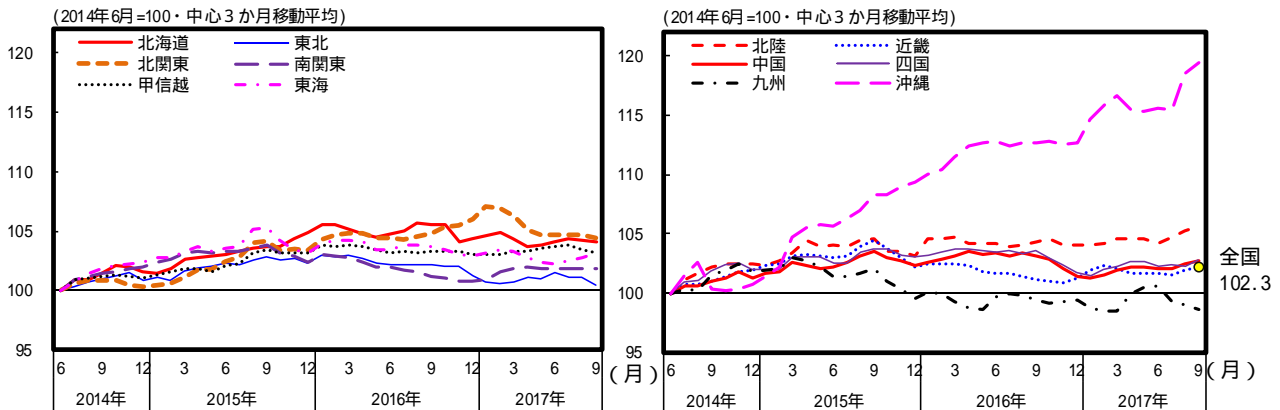 (2014年6月=100・中心3か月移動平均)
北海道 東北
北関東 南関東
甲信越 東海
120
115
110
105
100
95
6 9 12 3 6 9 12 3 6 9 12 3 6 9 (月)
2014年 2015年 2016年 2017年
(2014年6月=100・中心3か月移動平均)
北陸 近畿
中国 四国
九州 沖縄
120
115
110
105
100
95
全国
102.3
6 9 12 3 6 9 12 3 6 9 12 3 6 9 (月)
2014年 2015年 2016年 2017年